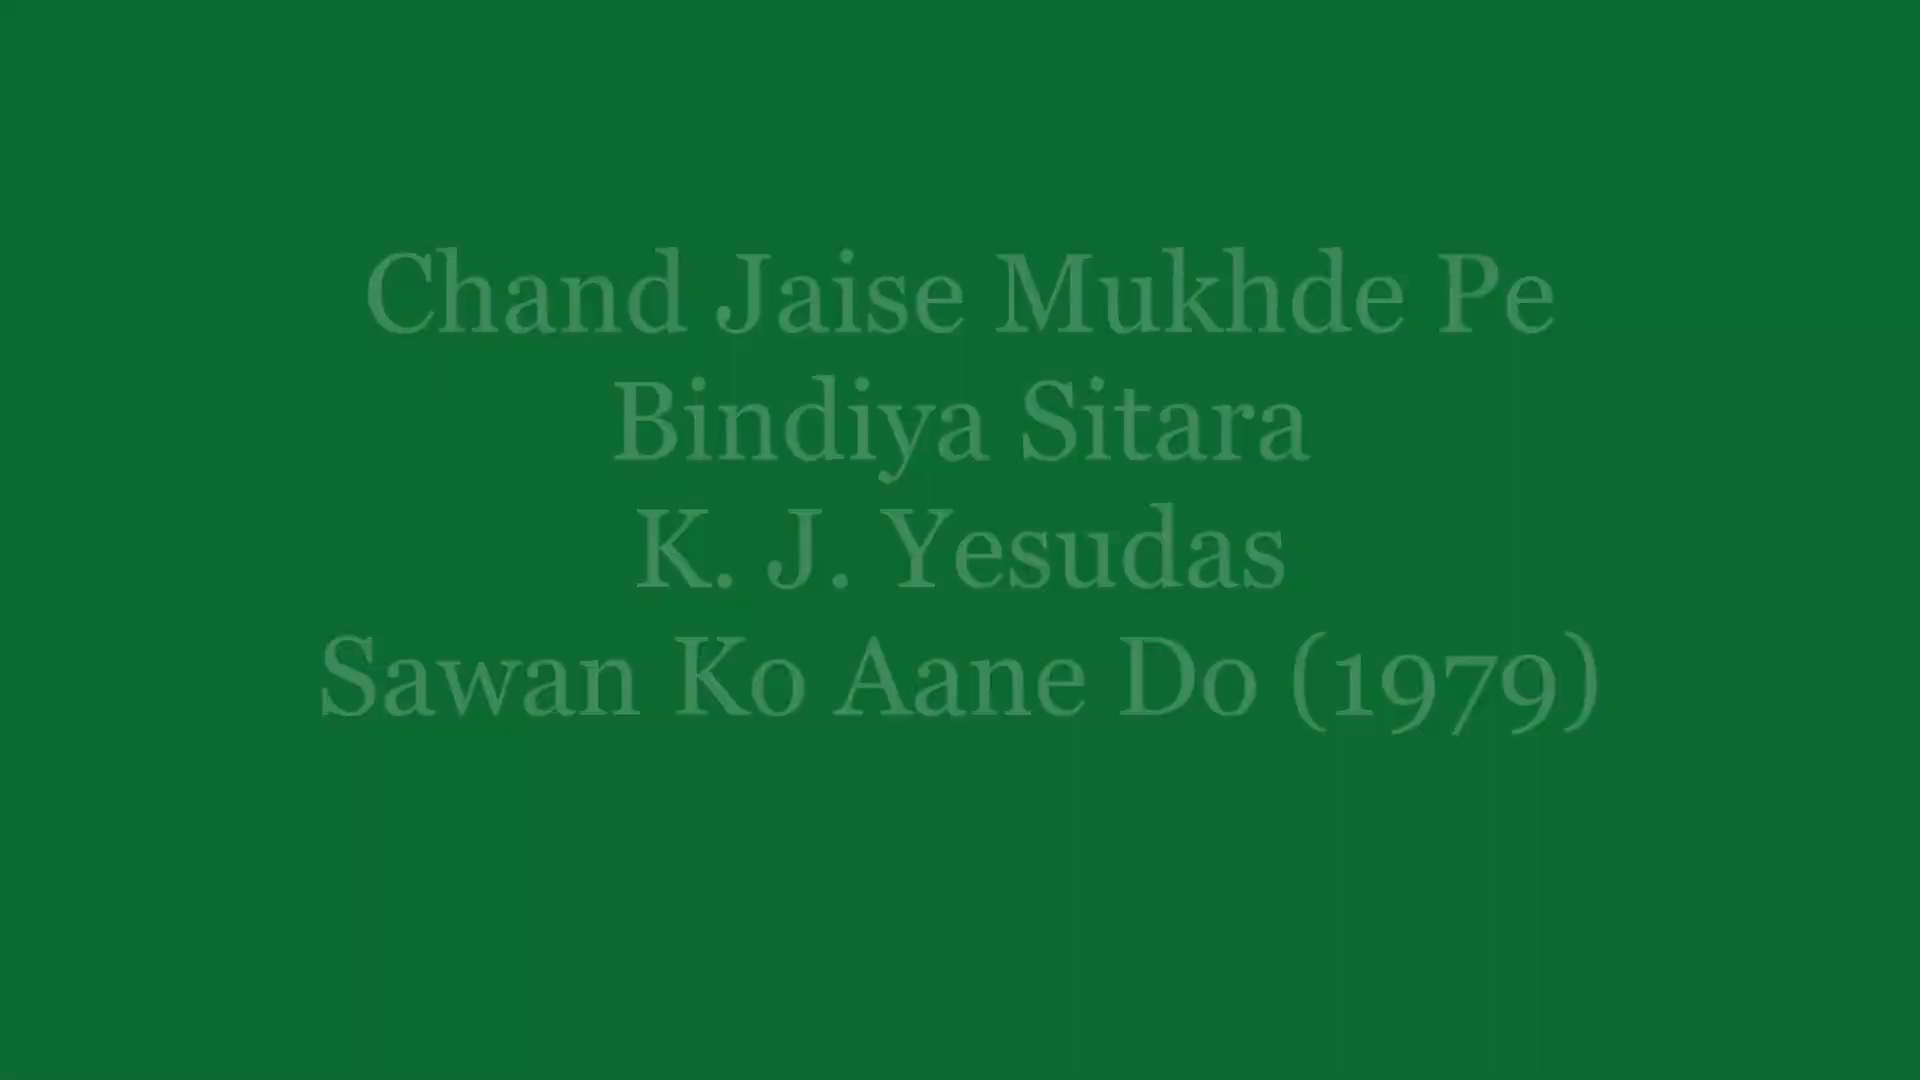 Chand Jaise Mukhde Pe
Bindiya Sitara
K. J. Yesudas
Sawan Ko Aane Do (1979)